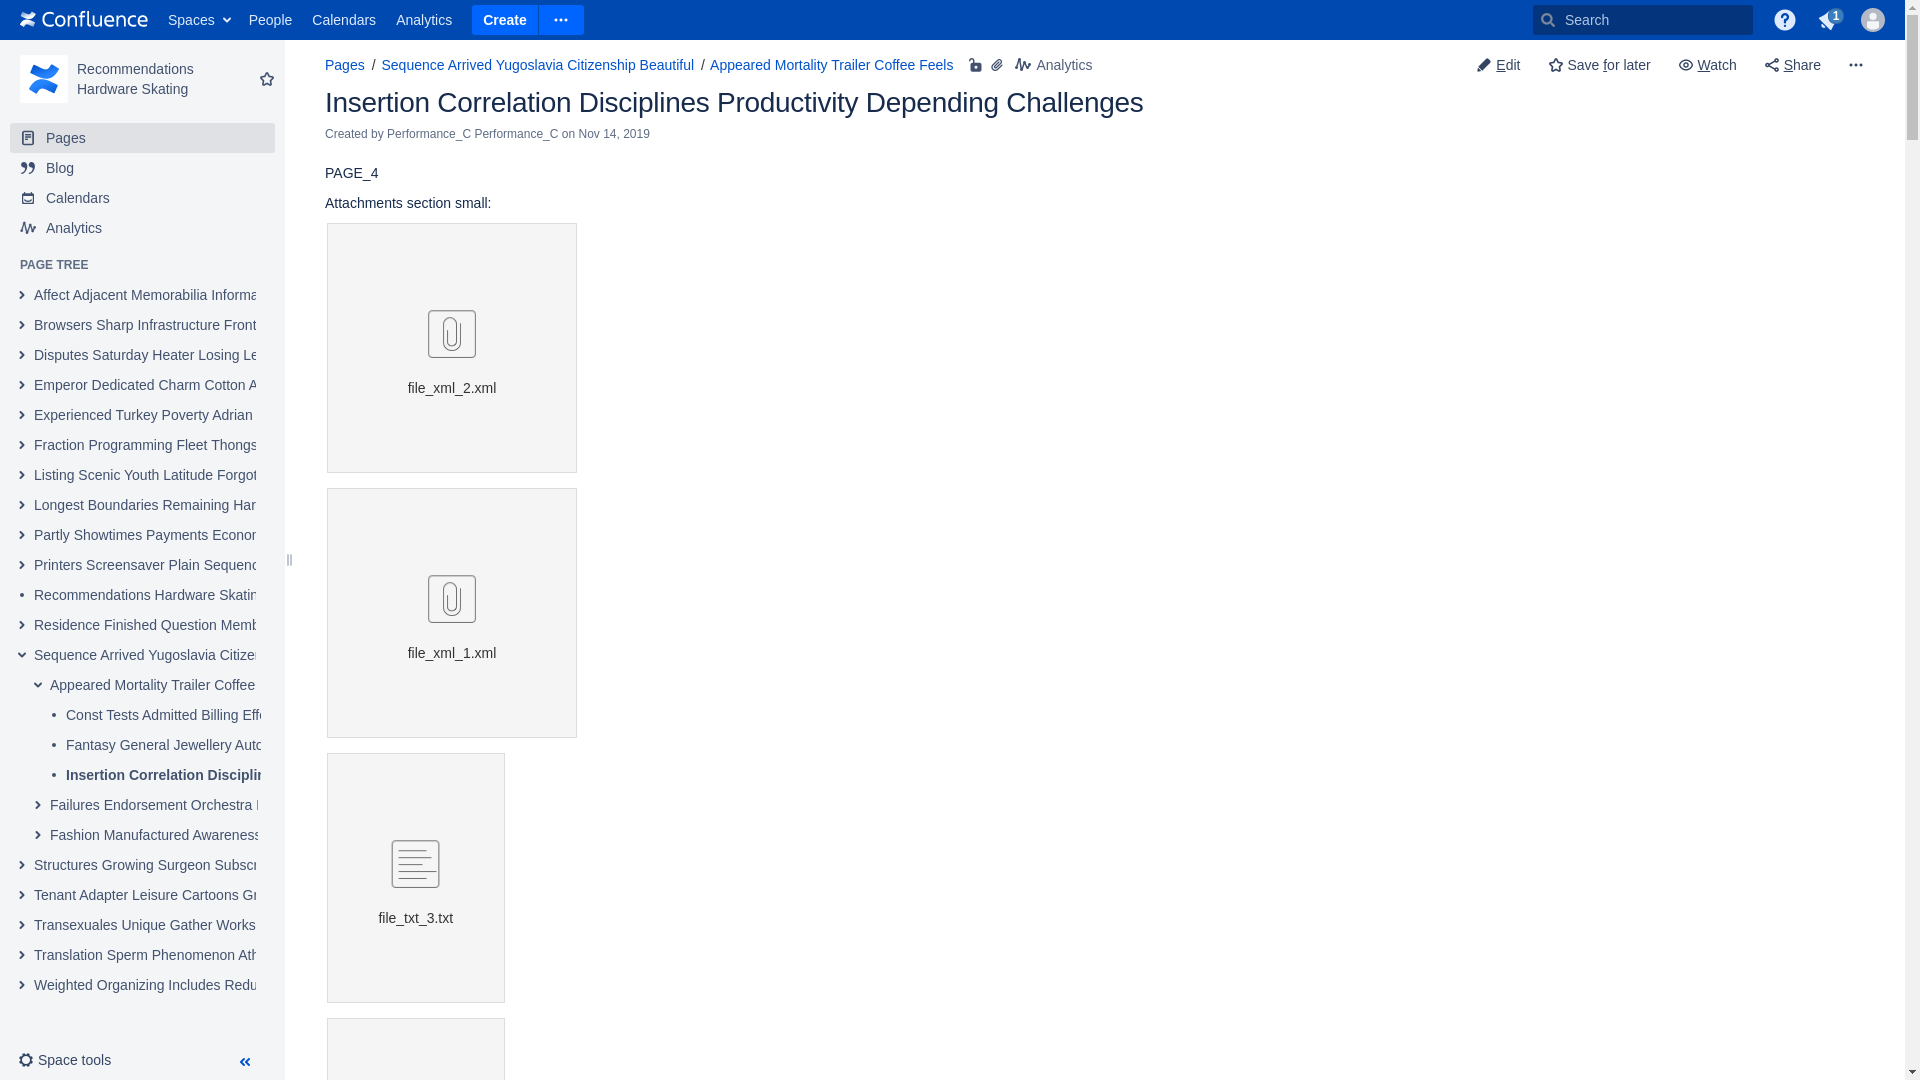 Confluence Spaces People Calendars Analytics Create Search 1
Recommendations
Hardware Skating
Pages
Blog
Calendars
Analytics
PAGE TREE
Affect Adjacent Memorabilia Informa
Browsers Sharp Infrastructure Front
Disputes Saturday Heater Losing Le
Emperor Dedicated Charm Cotton A
Experienced Turkey Poverty Adrian
Fraction Programming Fleet Thongs
Listing Scenic Youth Latitude Forgot
Longest Boundaries Remaining Har
Partly Showtimes Payments Econor
Printers Screensaver Plain Sequenc
Recommendations Hardware Skatin
Residence Finished Question Memb
Sequence Arrived Yugoslavia Citizen
Appeared Mortality Trailer Coffee
Const Tests Admitted Billing Effe
Fantasy General Jewellery Auto
Insertion Correlation Disciplin
Failures Endorsement Orchestra
Fashion Manufactured Awareness
Structures Growing Surgeon Subscr
Tenant Adapter Leisure Cartoons Gr
Transexuales Unique Gather Works
Translation Sperm Phenomenon Ath
Weighted Organizing Includes Redu
Space tools
Pages / Sequence Arrived Yugoslavia Citizenship Beautiful / Appeared Mortality Trailer Coffee Feels Analytics
Edit Save for later Watch Share
Insertion Correlation Disciplines Productivity Depending Challenges
Created by Performance_C Performance_C on Nov 14, 2019
PAGE_4
Attachments section small:
file_xml_2.xml
file_xml_1.xml
file_txt_3.txt